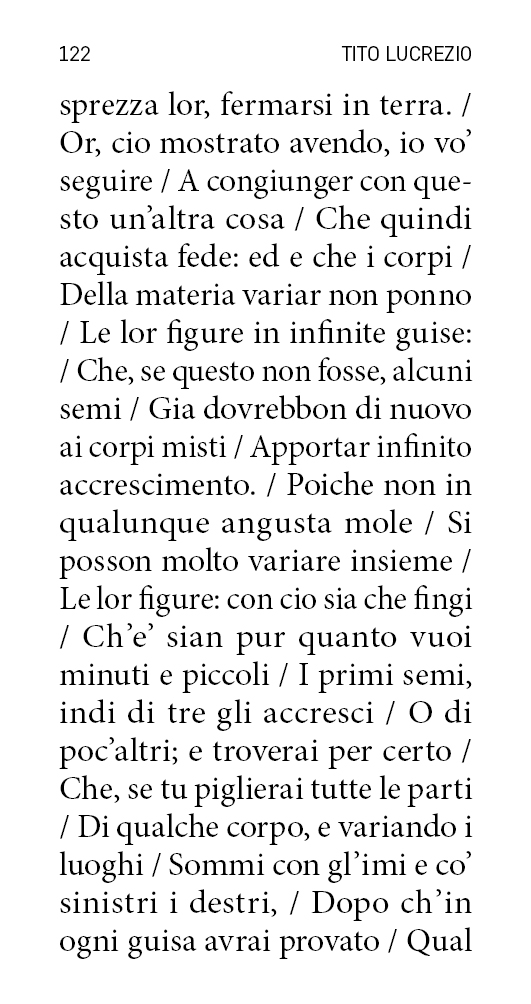 122 TITO LUCREZIO
sprezza lor, fermarsi in terra. /
Or, cio mostrato avendo, io vo’
seguire / A congiunger con que-
sto un’altra cosa / Che quindi
acquista fede: ed e che i corpi /
Della materia variar non ponno
/ Le lor figure in infinite guise:
/ Che, se questo non fosse, alcuni
semi / Gia dovrebbon di nuovo
ai corpi misti / Apportar infinito
accrescimento. / Poiche non in
qualunque angusta mole / Si
posson molto variare insieme /
Le lor figure: con cio sia che fingi
/ Ch’e’ sian pur quanto vuoi
minuti e piccoli / I primi semi,
indi di tre gli accresci / O di
poc’altri; e troverai per certo /
Che, se tu piglierai tutte le parti
/ Di qualche corpo, e variando i
luoghi / Sommi con gl’imi e co’
sinistri i destri, / Dopo ch’in
ogni guisa avrai provato / Qual